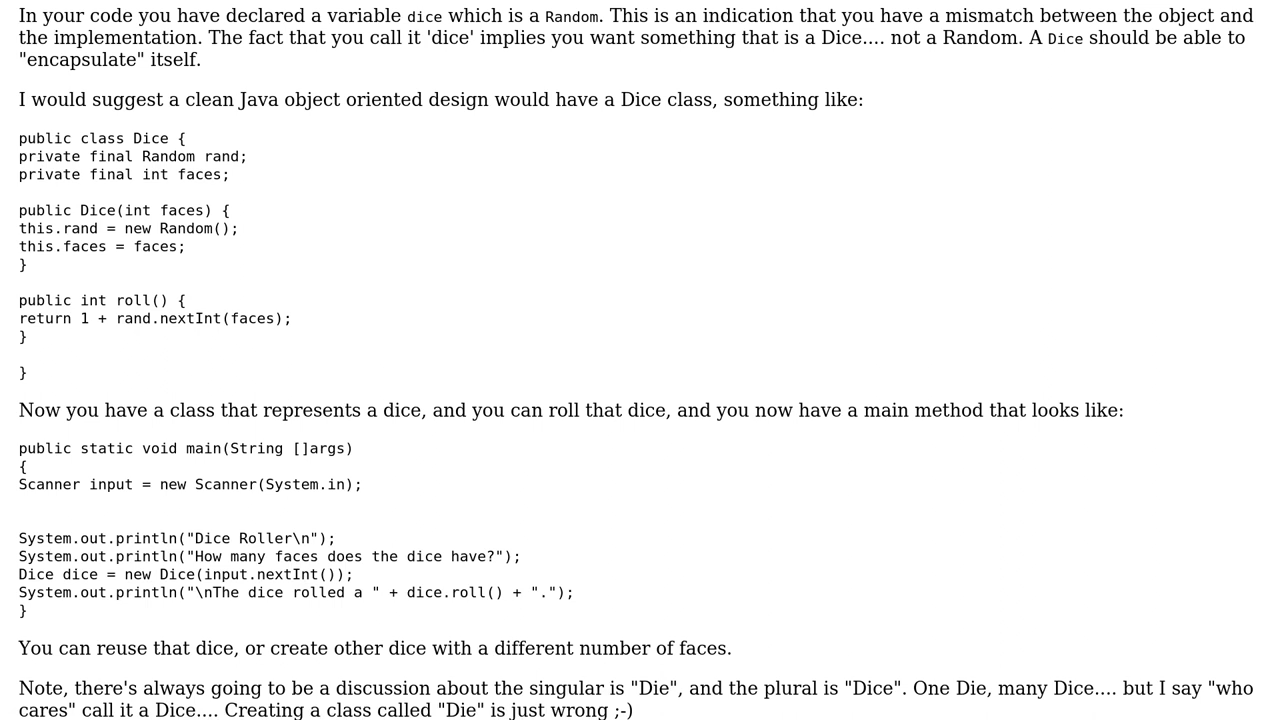 In your code you have declared a variable dice which is a Random. This is an indication that you have a mismatch between the object and
the implementation. The fact that you call it 'dice' implies you want something that is a Dice.... not a Random. A Dice should be able to
"encapsulate" itself.
I would suggest a clean Java object oriented design would have a Dice class, something like:
public class Dice {
private final Random rand;
private final int faces;
public Dice(int faces) {
this.rand = new Random();
this.faces = faces;
}
public int roll() {
return 1 + rand.nextInt(faces);
}
}
Now you have a class that represents a dice, and you can roll that dice, and you now have a main method that looks like:
public static void main(String []args)
{
Scanner input = new Scanner(System.in);
System.out.println("Dice Roller\n");
System.out.println("How many faces does the dice have?");
Dice dice = new Dice(input.nextInt());
System.out.println("\nThe dice rolled a " + dice.roll() + ".");
}
You can reuse that dice, or create other dice with a different number of faces.
Note, there's always going to be a discussion about the singular is "Die", and the plural is "Dice". One Die, many Dice.... but I say "who
cares" call it a Dice.... Creating a class called "Die" is just wrong ;-)